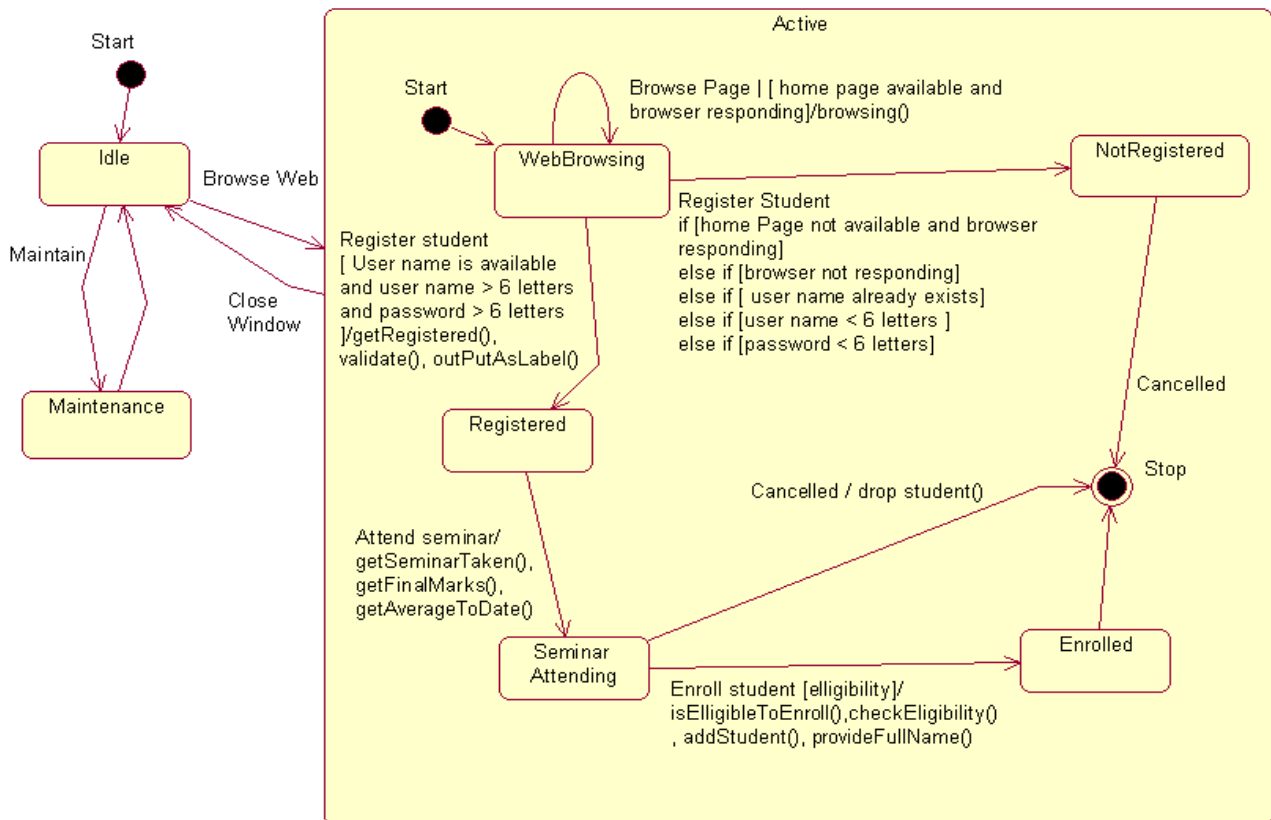 Active
Start
Start
Browse Page | [ home page available and
browser responding]/browsing()
Idle
WebBrowsing
NotRegistered
Browse Web
Register Student
if [home Page not available and browser
responding]
else if [browser not responding]
else if [ user name already exists]
else if [user name < 6 letters ]
else if [password < 6 letters]
Register student
[ User name is available
and user name > 6 letters
and password > 6 letters
]/getRegistered(),
validate(), outPutAsLabel()
Maintain
Close
Window
Maintenance
Cancelled
Registered
Stop
Cancelled / drop student()
Attend seminar/
getSeminarTaken(),
getFinalMarks(),
getAverageToDate()
Seminar
Attending
Enrolled
Enroll student [elligibility]/
isElligibleToEnroll(),checkEligibility()
, addStudent(), provideFullName()